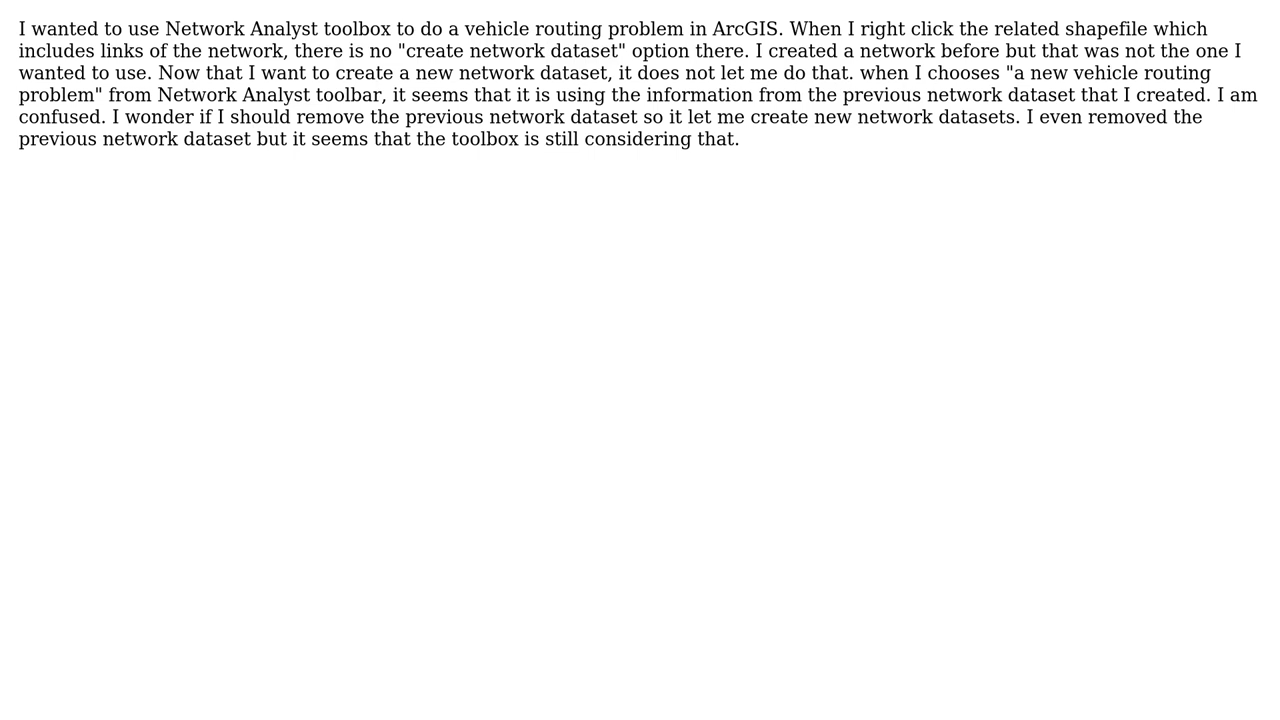 I wanted to use Network Analyst toolbox to do a vehicle routing problem in ArcGIS. When I right click the related shapefile which
includes links of the network, there is no "create network dataset" option there. I created a network before but that was not the one I
wanted to use. Now that I want to create a new network dataset, it does not let me do that. when I chooses "a new vehicle routing
problem" from Network Analyst toolbar, it seems that it is using the information from the previous network dataset that I created. I am
confused. I wonder if I should remove the previous network dataset so it let me create new network datasets. I even removed the
previous network dataset but it seems that the toolbox is still considering that.